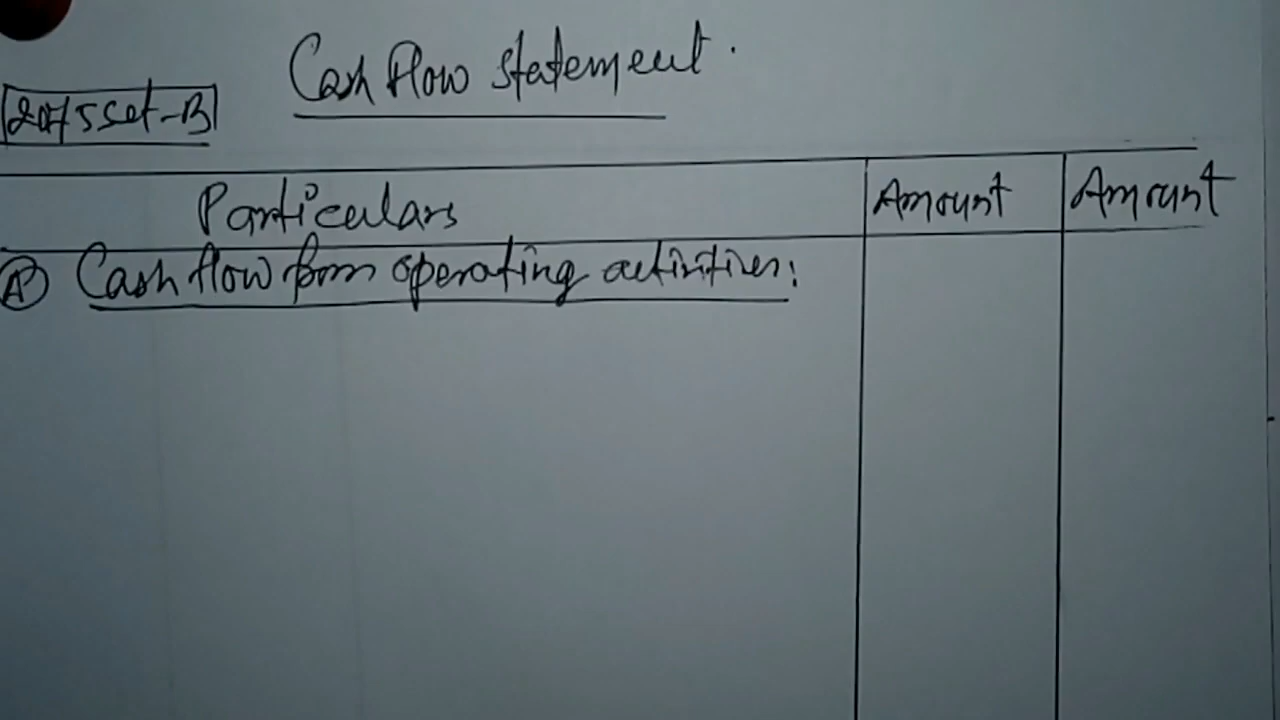 Cash flow statement.
2075 set-B
Particulars Amount Amount
A Cash flow from operating activities: